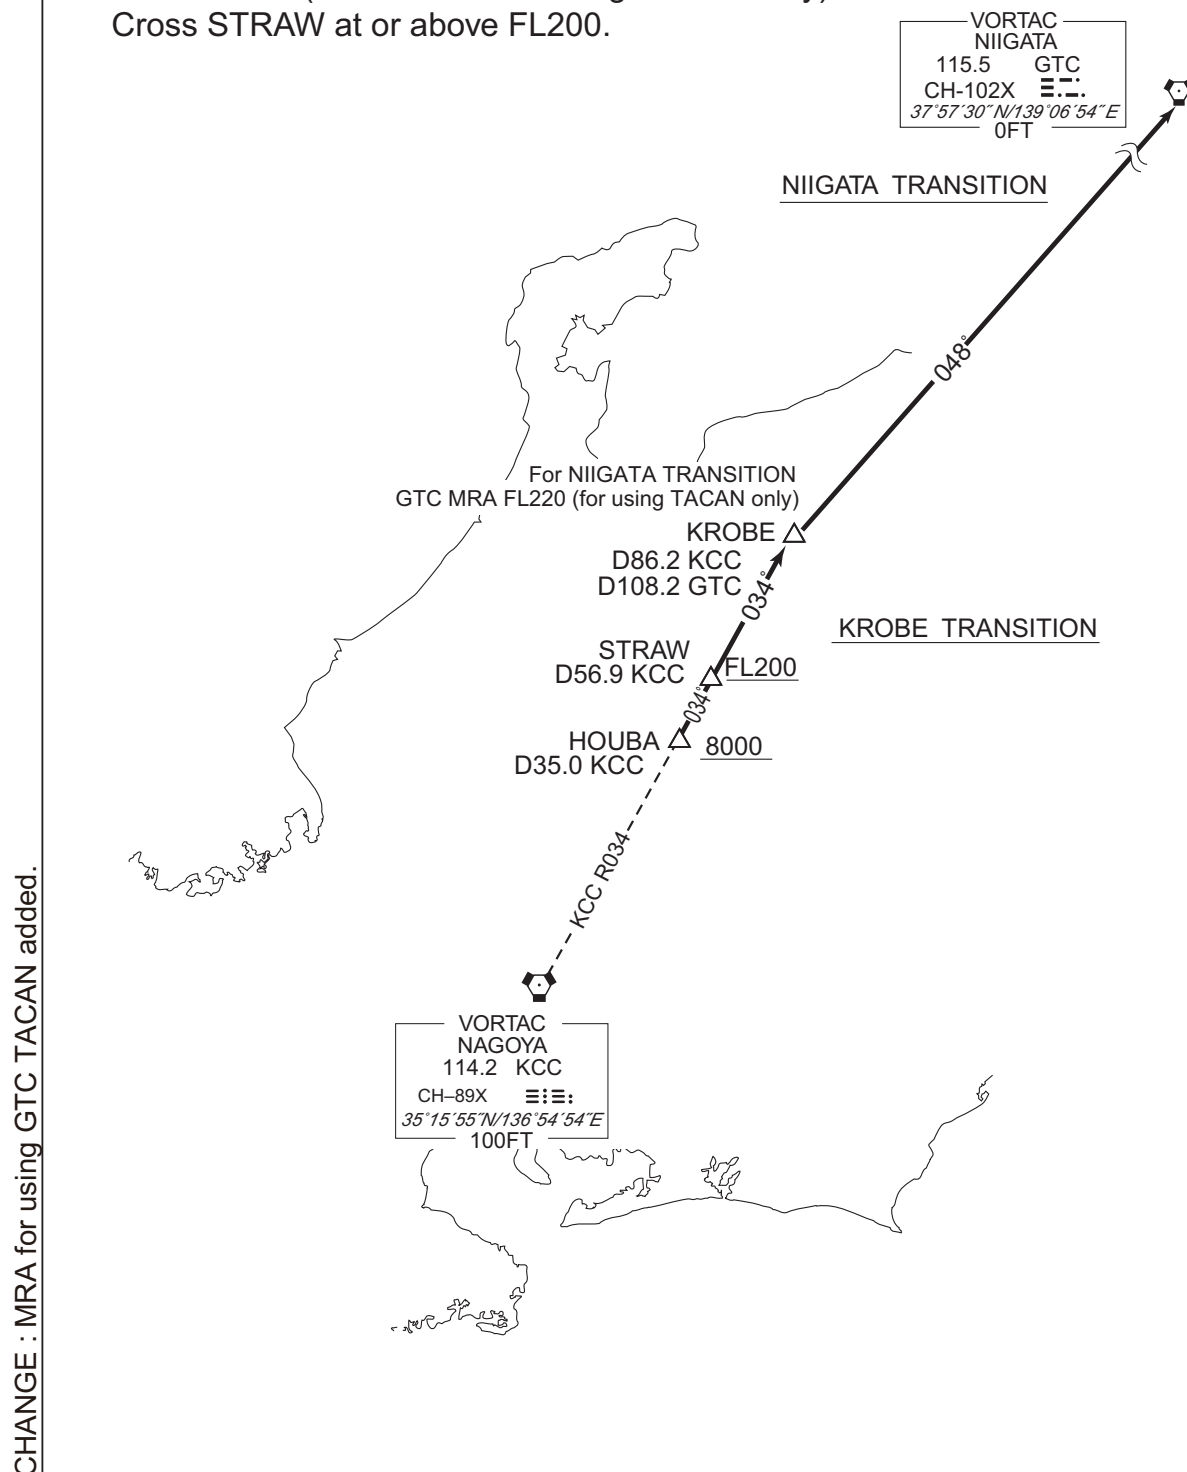 Cross STRAW at or above FL200.
VORTAC
NIIGATA
115.5 GTC
CH-102X
37°57′30″N/139°06′54″E
0FT
NIIGATA TRANSITION
048°
For NIIGATA TRANSITION
GTC MRA FL220 (for using TACAN only)
KROBE
D86.2 KCC
D108.2 GTC
034°
KROBE TRANSITION
STRAW
D56.9 KCC
FL200
034°
HOUBA
D35.0 KCC
8000
KCC R034
VORTAC
NAGOYA
114.2 KCC
CH–89X
35°15′55″N/136°54′54″E
100FT
CHANGE : MRA for using GTC TACAN added.